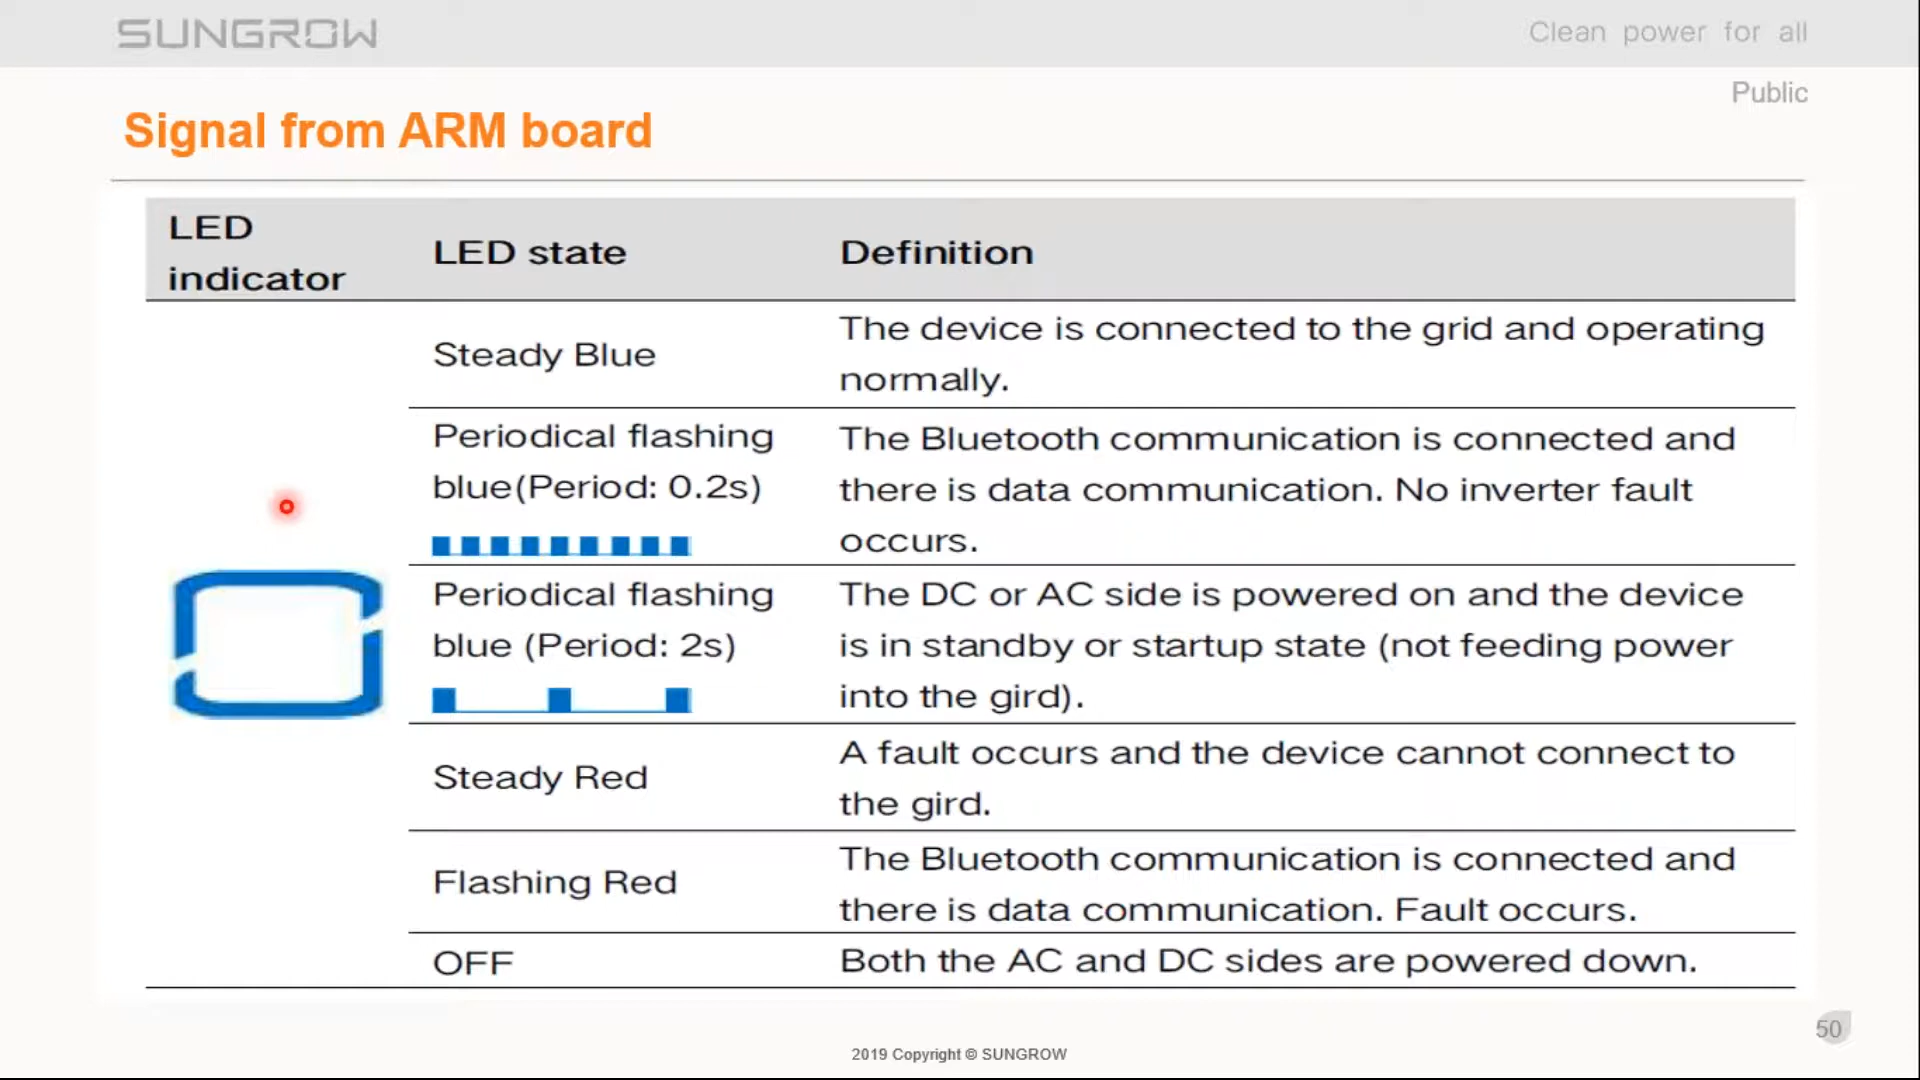 SUNGROW
Clean power for all
Public
Signal from ARM board
LED
indicator
LED state
Definition
Steady Blue
The device is connected to the grid and operating
normally.
Periodical flashing
blue(Period: 0.2s)
The Bluetooth communication is connected and
there is data communication. No inverter fault
occurs.
Periodical flashing
blue (Period: 2s)
The DC or AC side is powered on and the device
is in standby or startup state (not feeding power
into the gird).
Steady Red
A fault occurs and the device cannot connect to
the gird.
Flashing Red
The Bluetooth communication is connected and
there is data communication. Fault occurs.
OFF
Both the AC and DC sides are powered down.
50
2019 Copyright © SUNGROW